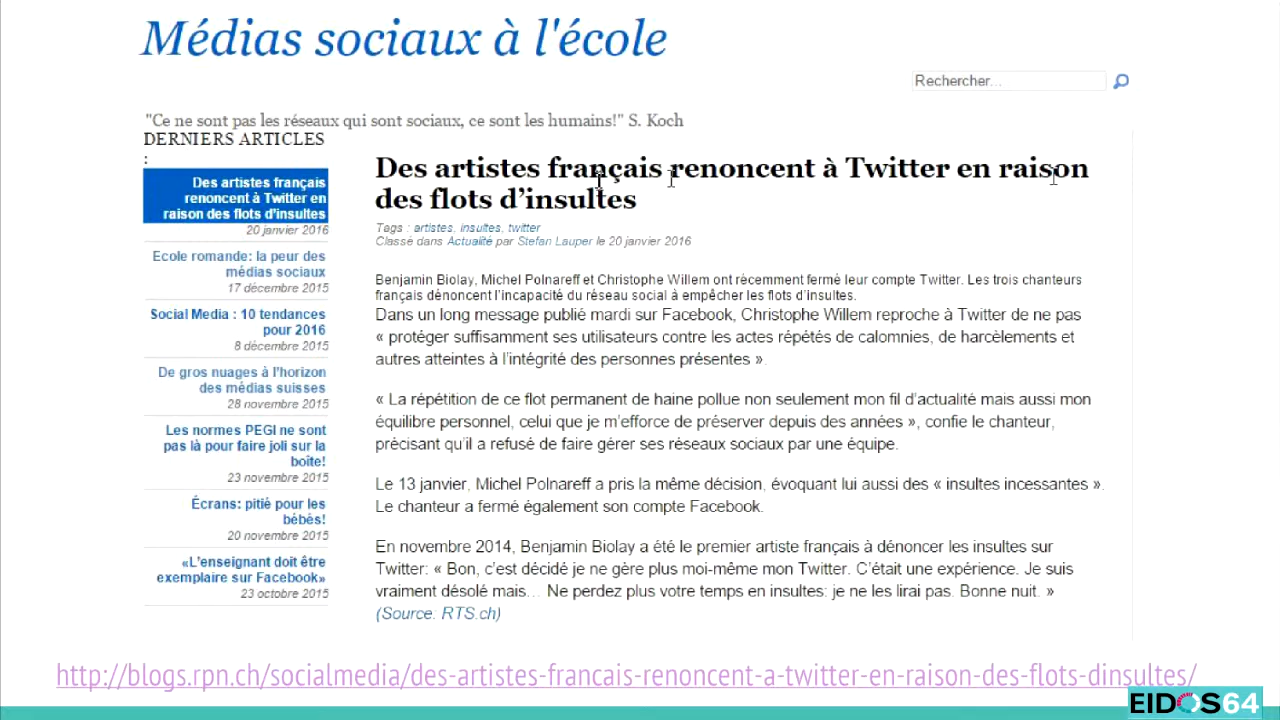 Médias sociaux à l'école
Rechercher...
"Ce ne sont pas les réseaux qui sont sociaux, ce sont les humains!" S. Koch
DERNIERS ARTICLES
:
Des artistes français
renoncent à Twitter en
raison des flots d'insultes
20 janvier 2016
Ecole romande: la peur des
médias sociaux
17 décembre 2015
Social Media : 10 tendances
pour 2016
8 décembre 2015
De gros nuages à l'horizon
des médias suisses
28 novembre 2015
Les normes PEGI ne sont
pas là pour faire joli sur la
boîte!
23 novembre 2015
Écrans: pitié pour les
bébés!
20 novembre 2015
«L'enseignant doit être
exemplaire sur Facebook»
23 octobre 2015
Des artistes français renoncent à Twitter en raison
des flots d'insultes
Tags : artistes, insultes, twitter
Classé dans Actualité par Stefan Lauper le 20 janvier 2016
Benjamin Biolay, Michel Polnareff et Christophe Willem ont récemment fermé leur compte Twitter. Les trois chanteurs
français dénoncent l'incapacité du réseau social à empêcher les flots d'insultes.
Dans un long message publié mardi sur Facebook, Christophe Willem reproche à Twitter de ne pas
« protéger suffisamment ses utilisateurs contre les actes répétés de calomnies, de harcèlements et
autres atteintes à l'intégrité des personnes présentes ».
« La répétition de ce flot permanent de haine pollue non seulement mon fil d'actualité mais aussi mon
équilibre personnel, celui que je m'efforce de préserver depuis des années », confie le chanteur,
précisant qu'il a refusé de faire gérer ses réseaux sociaux par une équipe.
Le 13 janvier, Michel Polnareff a pris la même décision, évoquant lui aussi des « insultes incessantes ».
Le chanteur a fermé également son compte Facebook.
En novembre 2014, Benjamin Biolay a été le premier artiste français à dénoncer les insultes sur
Twitter: « Bon, c'est décidé je ne gère plus moi-même mon Twitter. C'était une expérience. Je suis
vraiment désolé mais... Ne perdez plus votre temps en insultes: je ne les lirai pas. Bonne nuit. »
(Source: RTS.ch)
http://blogs.rpn.ch/socialmedia/des-artistes-francais-renoncent-a-twitter-en-raison-des-flots-dinsultes/
EIDOS64